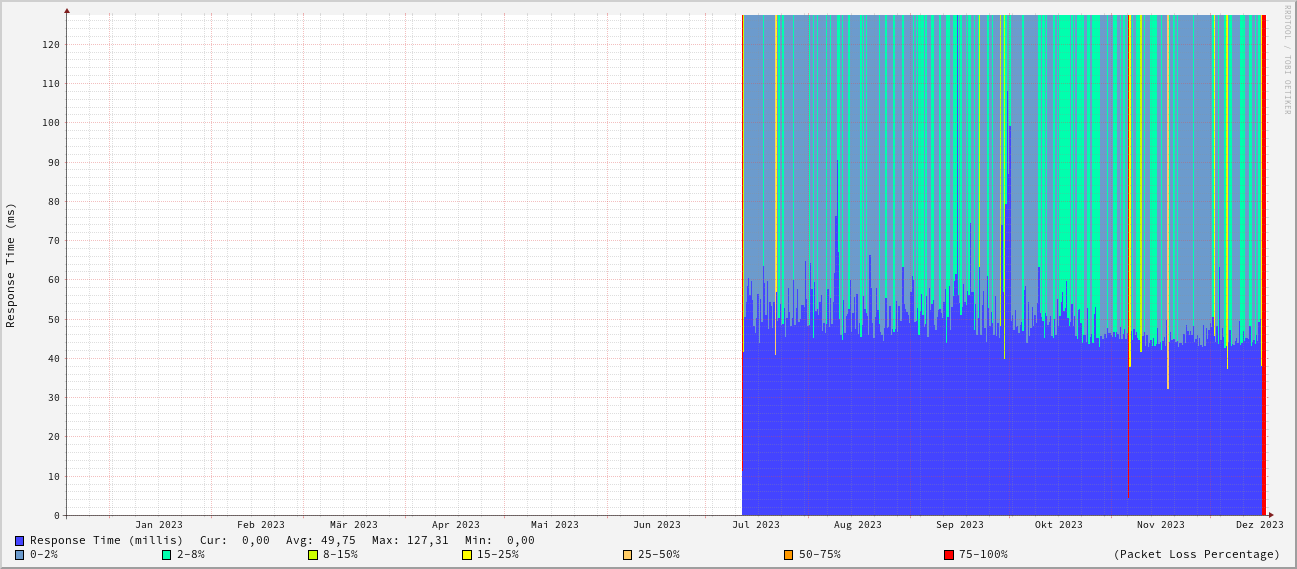 RRDTOOL / TOBI OETIKER
Response Time (ms)
120
110
100
90
80
70
60
50
40
30
20
10
0
Jan 2023 Feb 2023 Mär 2023 Apr 2023 Mai 2023 Jun 2023 Jul 2023 Aug 2023 Sep 2023 Okt 2023 Nov 2023 Dez 2023
Response Time (millis) Cur: 0,00 Avg: 49,75 Max: 127,31 Min: 0,00
0-2% 2-8% 8-15% 15-25% 25-50% 50-75% 75-100% (Packet Loss Percentage)